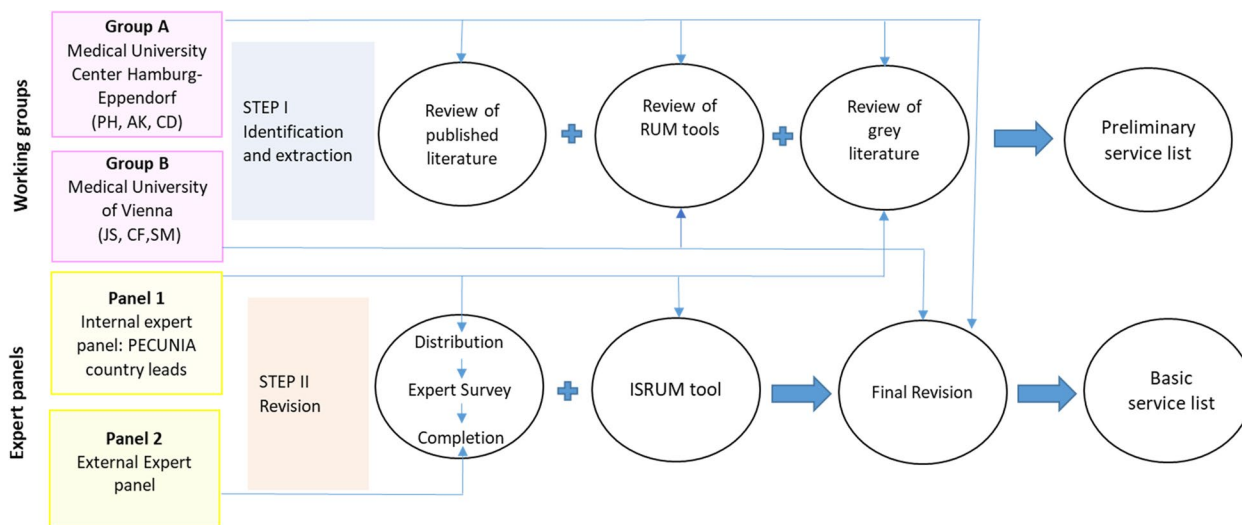 Working groups
Group A
Medical University
Center Hamburg-
Eppendorf
(PH, AK, CD)
Group B
Medical University
of Vienna
(JS, CF,SM)
STEP I
Identification
and extraction
Review of
published
literature
Review of
RUM tools
Review of
grey
literature
Preliminary
service list
Expert panels
Panel 1
Internal expert
panel: PECUNIA
country leads
Panel 2
External Expert
panel
STEP II
Revision
Distribution
Expert Survey
Completion
ISRUM tool
Final Revision
Basic
service list